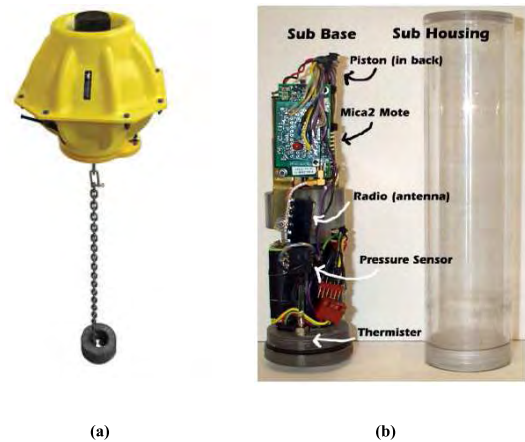 Sub Base
Sub Housing
Piston (in back)
Mica2 Mote
Radio (antenna)
Pressure Sensor
Thermister
(a)
(b)